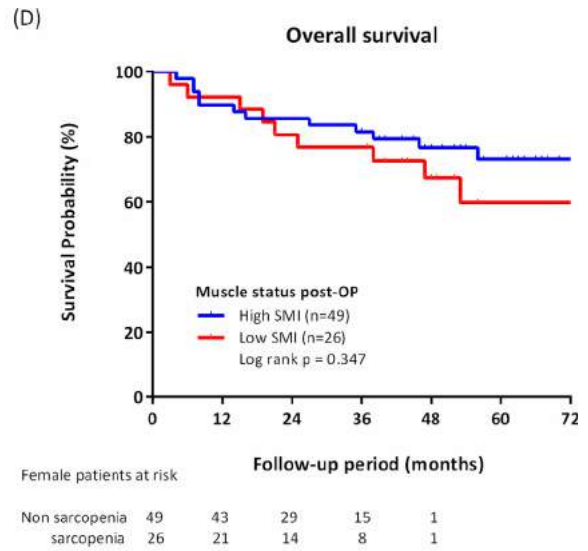 (D)
Overall survival
Survival Probability (%)
100
80
60
40
20
0
Muscle status post-OP
High SMI (n=49)
Low SMI (n=26)
Log rank p = 0.347
0 12 24 36 48 60 72
Follow-up period (months)
Female patients at risk
Non sarcopenia 49 43 29 15 1
sarcopenia 26 21 14 8 1